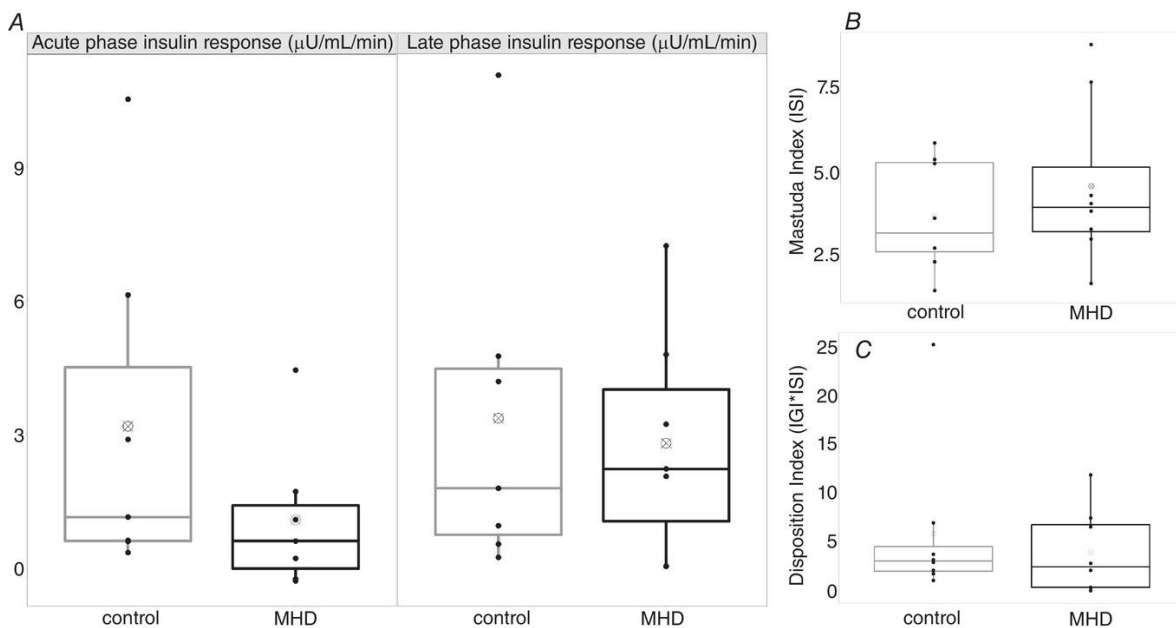 A
Acute phase insulin response (μU/mL/min)
Late phase insulin response (μU/mL/min)
9
6
3
0
control
MHD
control
MHD
B
Mastuda Index (ISI)
7.5
5.0
2.5
control
MHD
C
Disposition Index (IGI*ISI)
25
20
15
10
5
0
control
MHD